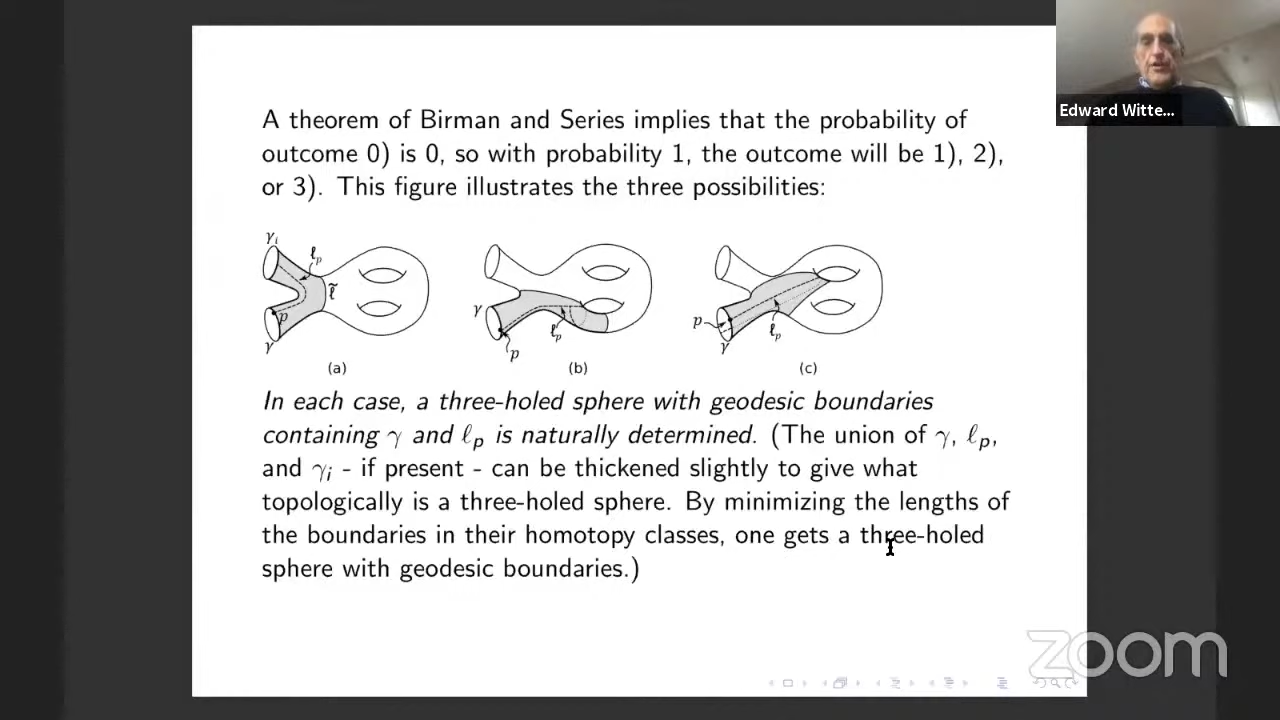 A theorem of Birman and Series implies that the probability of
outcome 0) is 0, so with probability 1, the outcome will be 1), 2),
or 3). This figure illustrates the three possibilities:
γᵢ
ℓₚ
ℓ̃
p
γ
(a)
γ
ℓₚ
p
(b)
p
ℓₚ
γ
(c)
In each case, a three-holed sphere with geodesic boundaries
containing γ and ℓₚ is naturally determined. (The union of γ, ℓₚ,
and γᵢ - if present - can be thickened slightly to give what
topologically is a three-holed sphere. By minimizing the lengths of
the boundaries in their homotopy classes, one gets a three-holed
sphere with geodesic boundaries.)
Edward Witte...
zoom